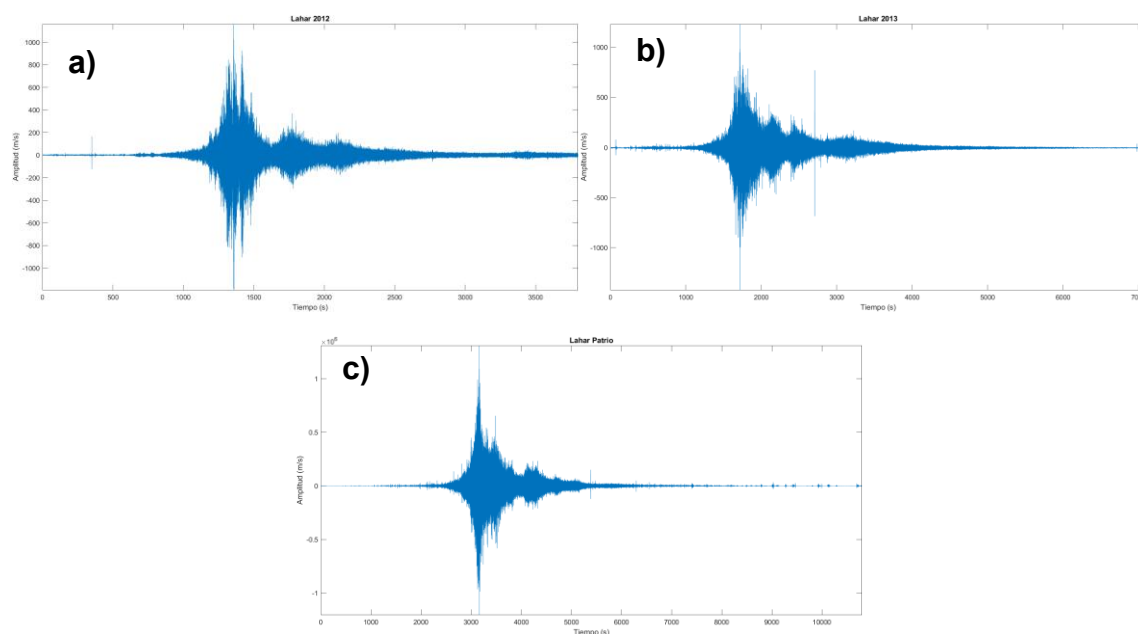 Lahar 2012
a)
1000
800
600
400
200
0
-200
-400
-600
-800
-1000
Amplitud (m/s)
0 500 1000 1500 2000 2500 3000 3500
Tiempo (s)
Lahar 2013
b)
1000
500
0
-500
-1000
Amplitud (m/s)
0 1000 2000 3000 4000 5000 6000
Tiempo (s)
Lahar Patrio
c)
1
0.5
0
-0.5
-1
Amplitud (m/s)
0 1000 2000 3000 4000 5000 6000 7000 8000 9000 10000
Tiempo (s)